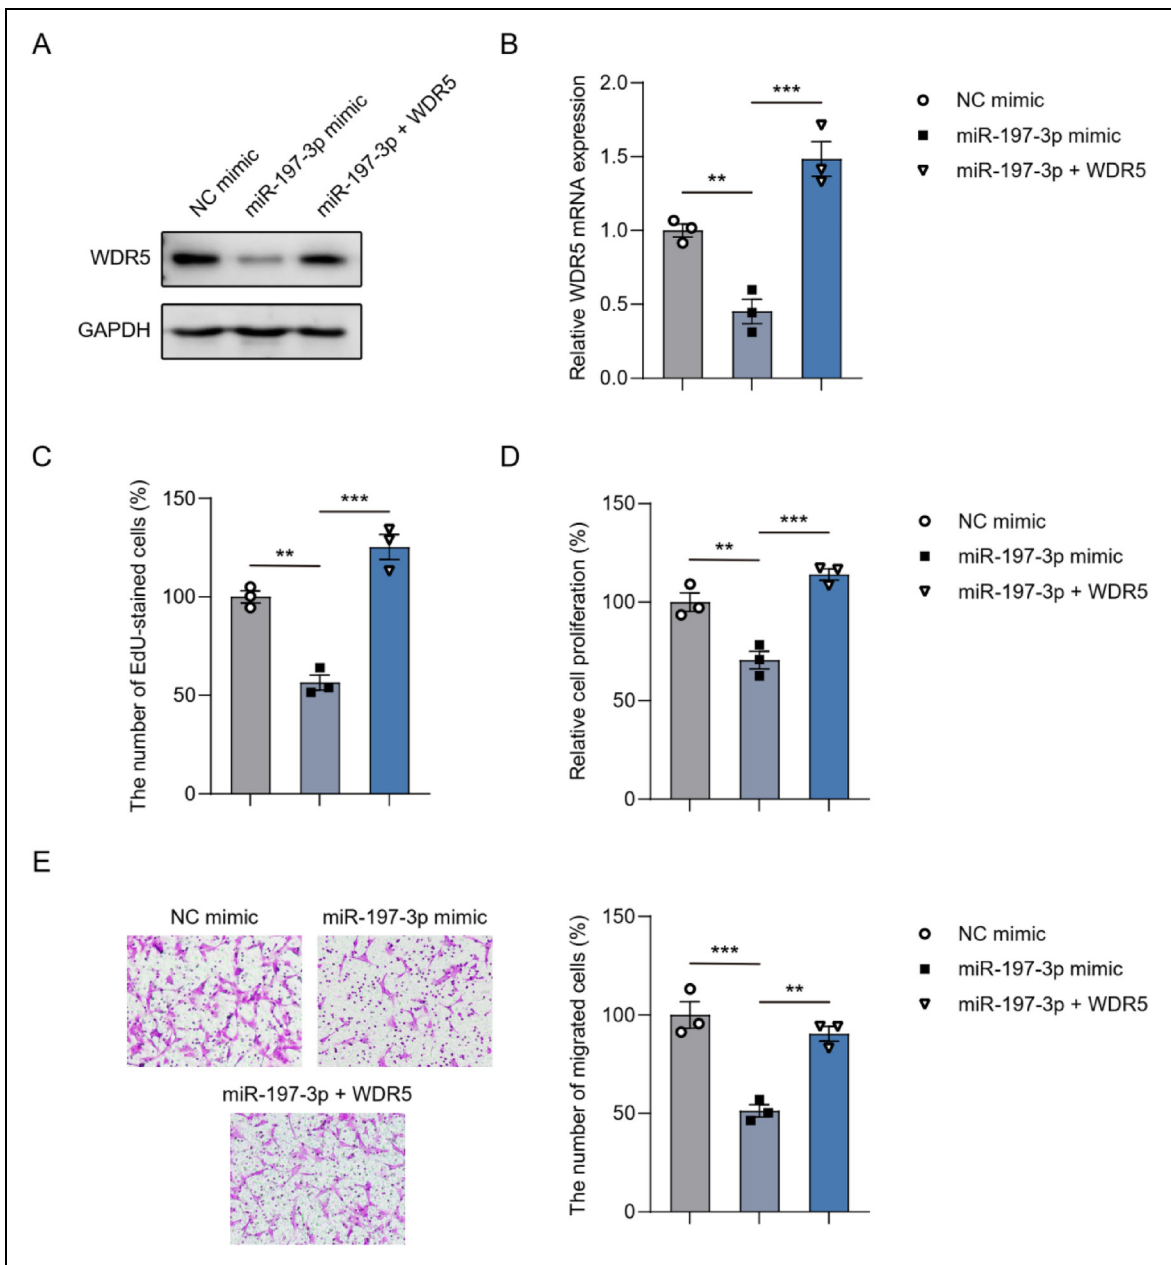 A
NC mimic
miR-197-3p mimic
miR-197-3p + WDR5
WDR5
GAPDH
B
Relative WDR5 mRNA expression
2.0
1.5
1.0
0.5
0.0
**
***
NC mimic
miR-197-3p mimic
miR-197-3p + WDR5
C
The number of EdU-stained cells (%)
150
100
50
0
**
***
D
Relative cell proliferation (%)
150
100
50
0
**
***
NC mimic
miR-197-3p mimic
miR-197-3p + WDR5
E
NC mimic
miR-197-3p mimic
miR-197-3p + WDR5
The number of migrated cells (%)
150
100
50
0
***
**
NC mimic
miR-197-3p mimic
miR-197-3p + WDR5